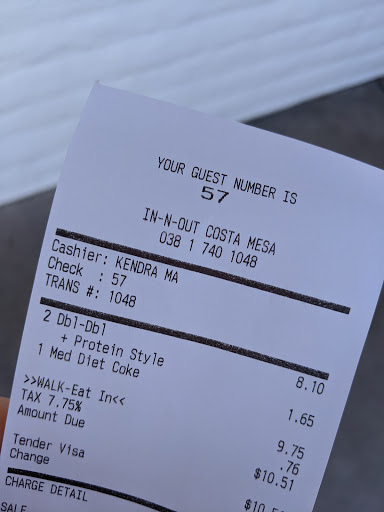 YOUR GUEST NUMBER IS
57
IN-N-OUT COSTA MESA
038 1 740 1048
Cashier: KENDRA MA
Check : 57
TRANS #: 1048
2 Dbl-Dbl 8.10
+ Protein Style
1 Med Diet Coke 1.65
>>WALK-Eat In<< 9.75
TAX 7.75% .76
Amount Due $10.51
Tender Visa
Change
CHARGE DETAIL
SALE